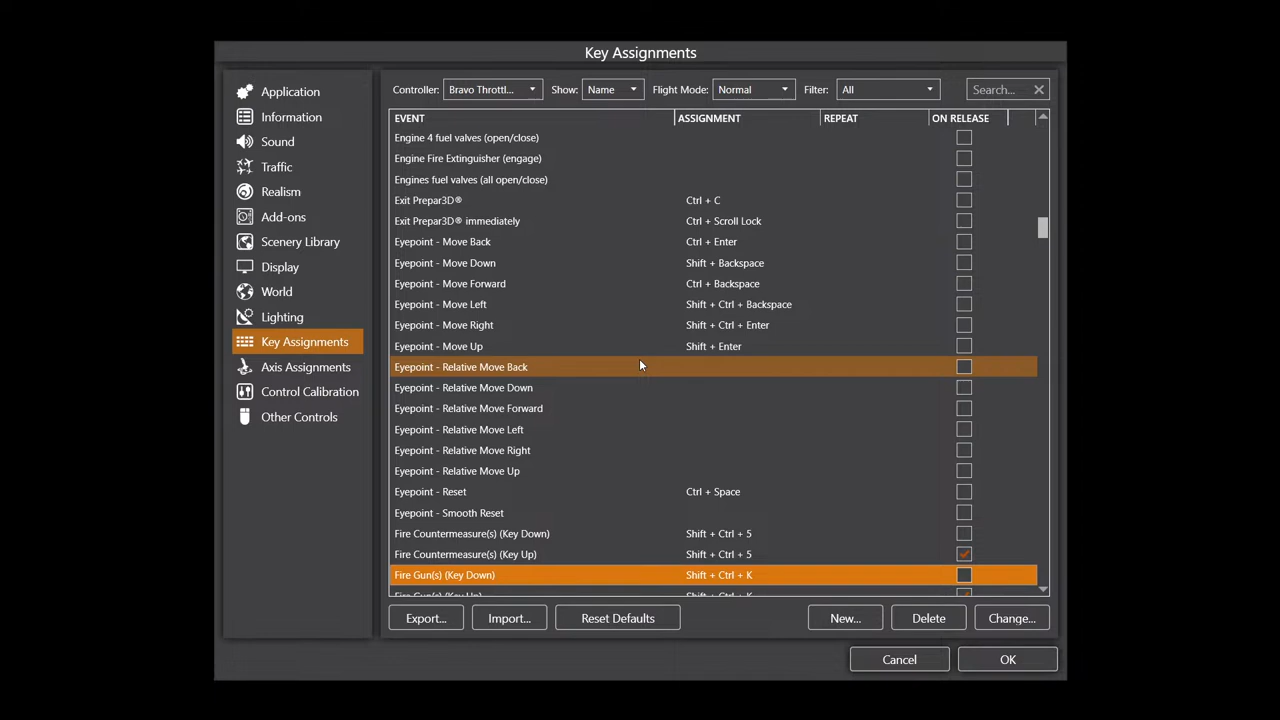 Key Assignments
Application
Information
Sound
Traffic
Realism
Add-ons
Scenery Library
Display
World
Lighting
Key Assignments
Axis Assignments
Control Calibration
Other Controls
Controller: Bravo Throttl... Show: Name Flight Mode: Normal Filter: All Search...
EVENT ASSIGNMENT REPEAT ON RELEASE
Engine 4 fuel valves (open/close)
Engine Fire Extinguisher (engage)
Engines fuel valves (all open/close)
Exit Prepar3D® Ctrl + C
Exit Prepar3D® immediately Ctrl + Scroll Lock
Eyepoint - Move Back Ctrl + Enter
Eyepoint - Move Down Shift + Backspace
Eyepoint - Move Forward Ctrl + Backspace
Eyepoint - Move Left Shift + Ctrl + Backspace
Eyepoint - Move Right Shift + Ctrl + Enter
Eyepoint - Move Up Shift + Enter
Eyepoint - Relative Move Back
Eyepoint - Relative Move Down
Eyepoint - Relative Move Forward
Eyepoint - Relative Move Left
Eyepoint - Relative Move Right
Eyepoint - Relative Move Up
Eyepoint - Reset Ctrl + Space
Eyepoint - Smooth Reset
Fire Countermeasure(s) (Key Down) Shift + Ctrl + 5
Fire Countermeasure(s) (Key Up) Shift + Ctrl + 5
Fire Gun(s) (Key Down) Shift + Ctrl + K
Fire Gun(s) (Key Up) Shift + Ctrl + K
Export... Import... Reset Defaults New... Delete Change...
Cancel OK